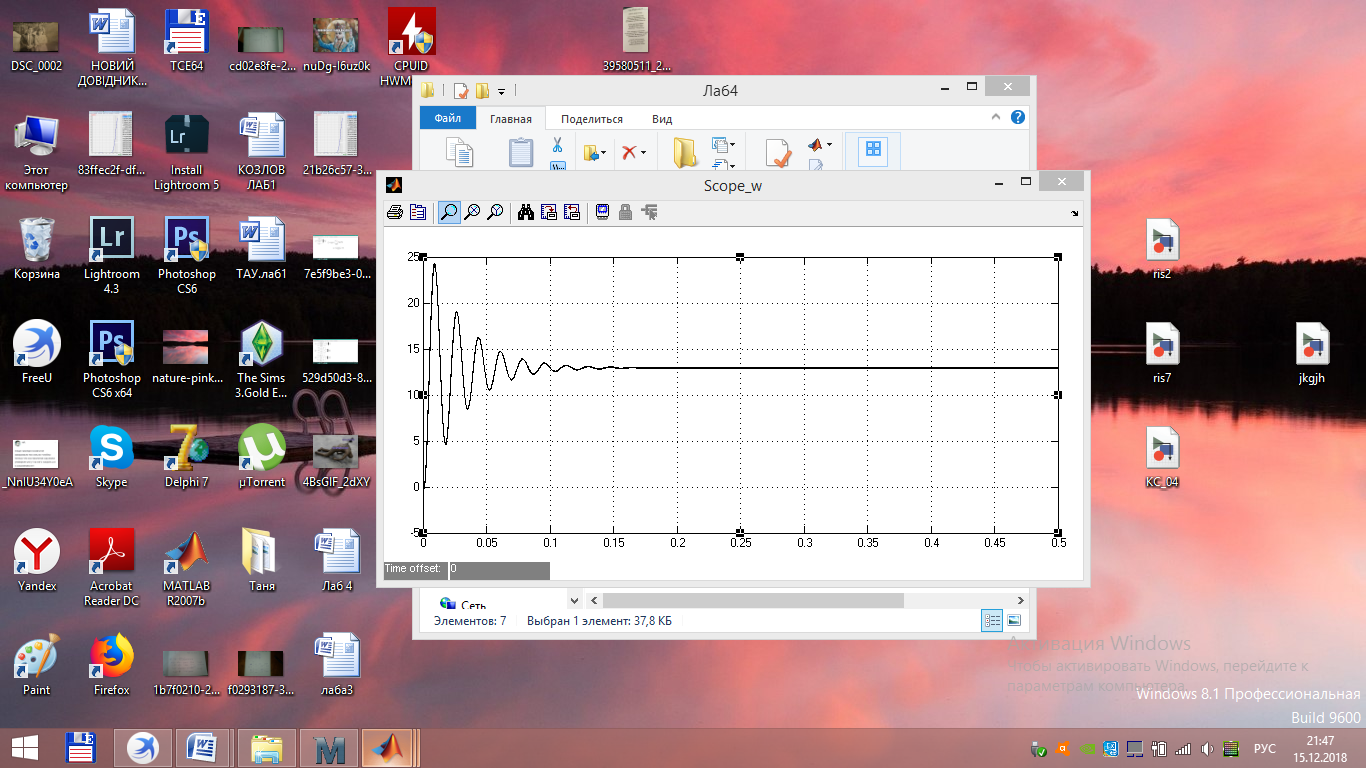 DSC_0002
НОВИЙ ДОВІДНИК...
TCE64
cd02e8fe-2...
nuDg-I6uz0k
CPUID
HWM
39580511_2...
Этот
компьютер
83ffec2f-df...
Install
Lightroom 5
КОЗЛОВ
ЛАБ1
21b26c57-3...
Корзина
Lightroom
4.3
Photoshop
CS6
ТАУ.лаб1
7e5f9be3-0...
FreeU
Photoshop
CS6 x64
nature-pink...
The Sims
3.Gold E...
529d50d3-8...
_NnIU34Y0eA
Skype
Delphi 7
µTorrent
4BsGIF_2dXY
Yandex
Acrobat
Reader DC
MATLAB
R2007b
Таня
Лаб 4
Paint
Firefox
1b7f0210-2...
f0293187-3...
лаба3
Ла64
Файл
Главная
Поделиться
Вид
Scope_w
25
20
15
10
5
0
-5
0
0.05
0.1
0.15
0.2
0.25
0.3
0.35
0.4
0.45
0.5
Time offset: 0
Сеть
Элементов: 7
Выбран 1 элемент: 37,8 КБ
ris2
ris7
jkgjh
KC_04
Активация Windows
Чтобы активировать Windows, перейдите к
параметрам компьютера.
Windows 8.1 Профессиональная
Build 9600
РУС
21:47
15.12.2018